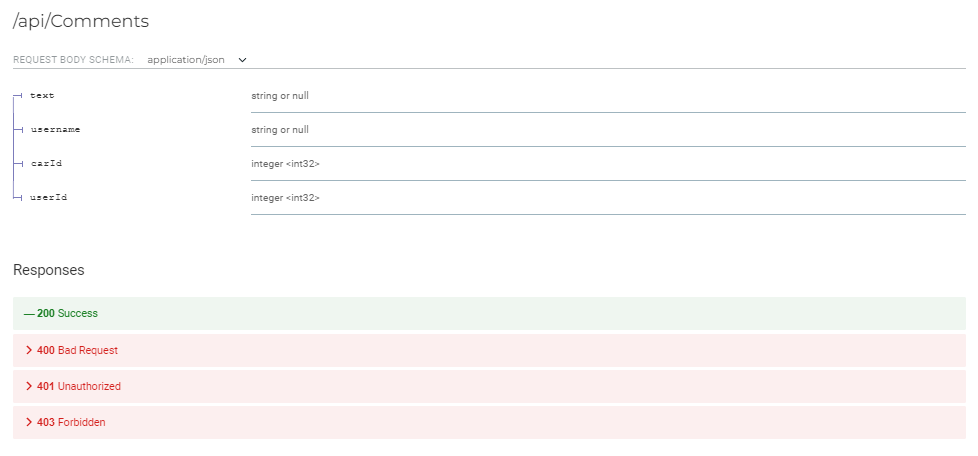 /api/Comments
REQUEST BODY SCHEMA: application/json
text string or null
username string or null
carId integer <int32>
userId integer <int32>
Responses
200 Success
400 Bad Request
401 Unauthorized
403 Forbidden